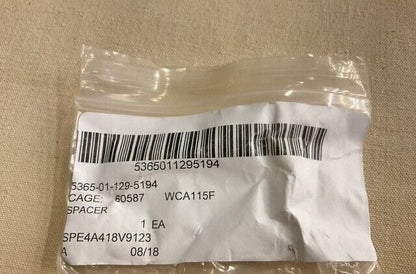 5365011295194
5365-01-129-5194
CAGE: 60587 WCA115F
SPACER
1 EA
SPE4A418V9123
A 08/18